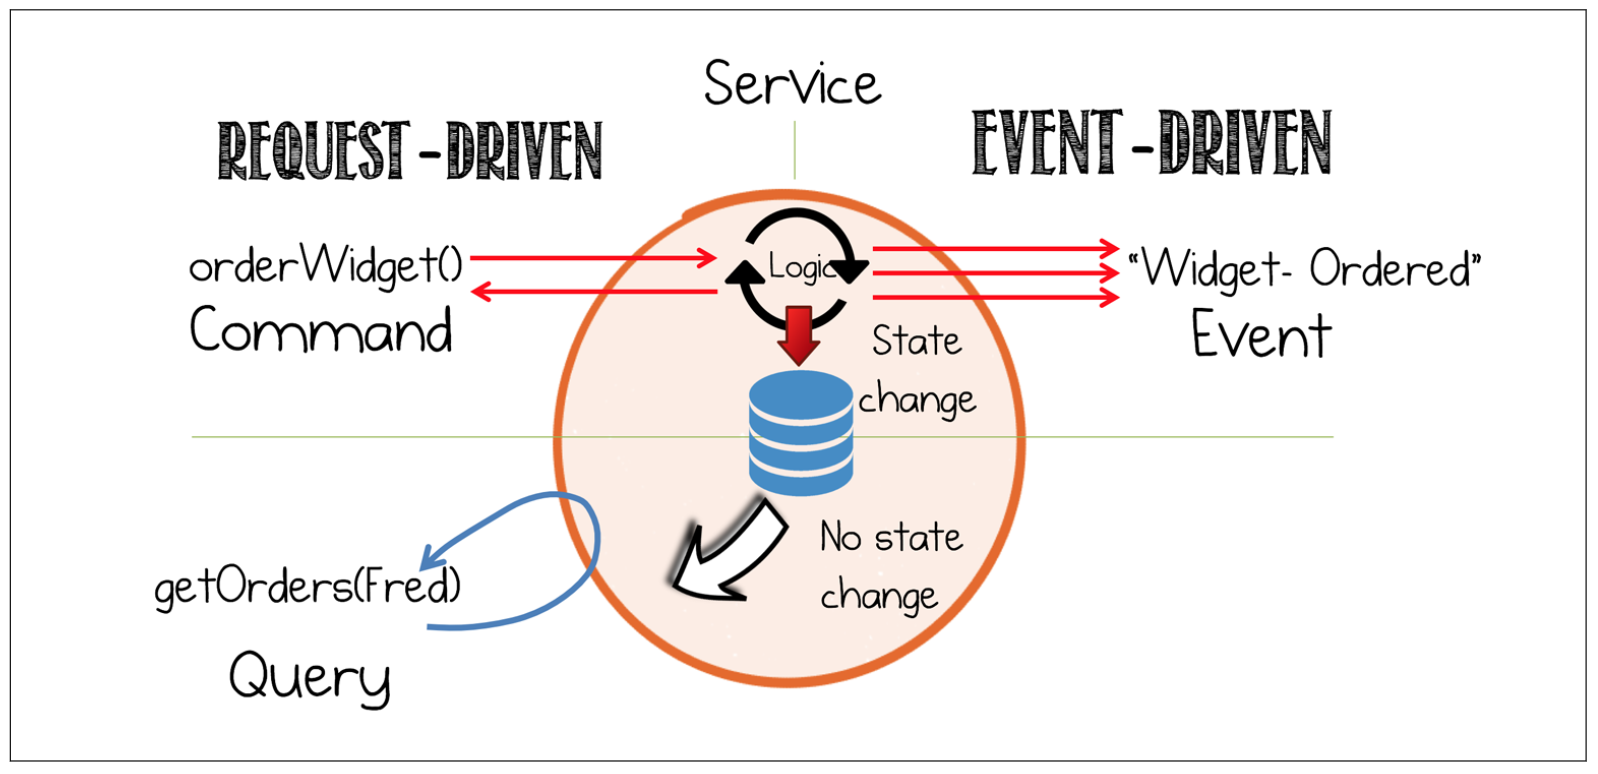 Service
REQUEST-DRIVEN
EVENT-DRIVEN
orderWidget()
Command
Logic
"Widget- Ordered"
Event
State
change
getOrders(Fred)
Query
No state
change